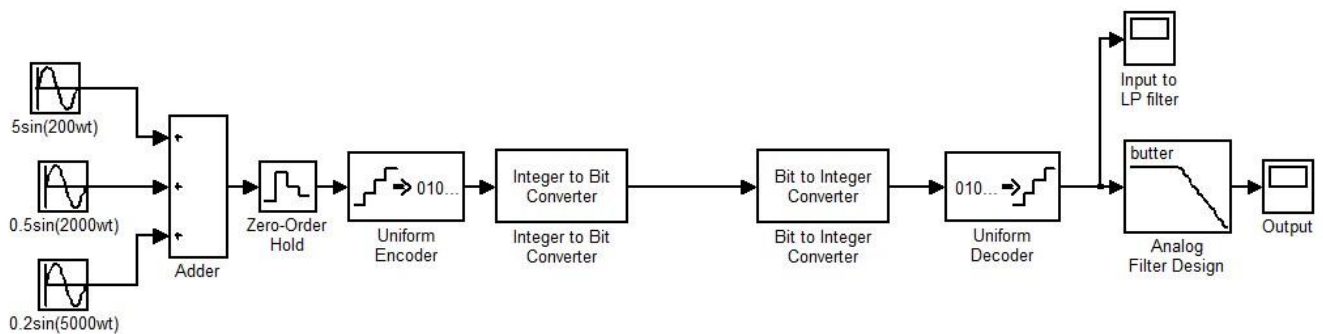 5sin(200wt)
0.5sin(2000wt)
0.2sin(5000wt)
+
+
+
Adder
Zero-Order
Hold
010...
Uniform
Encoder
Integer to Bit
Converter
Integer to Bit
Converter
Bit to Integer
Converter
Bit to Integer
Converter
010...
Uniform
Decoder
Input to
LP filter
butter
Analog
Filter Design
Output